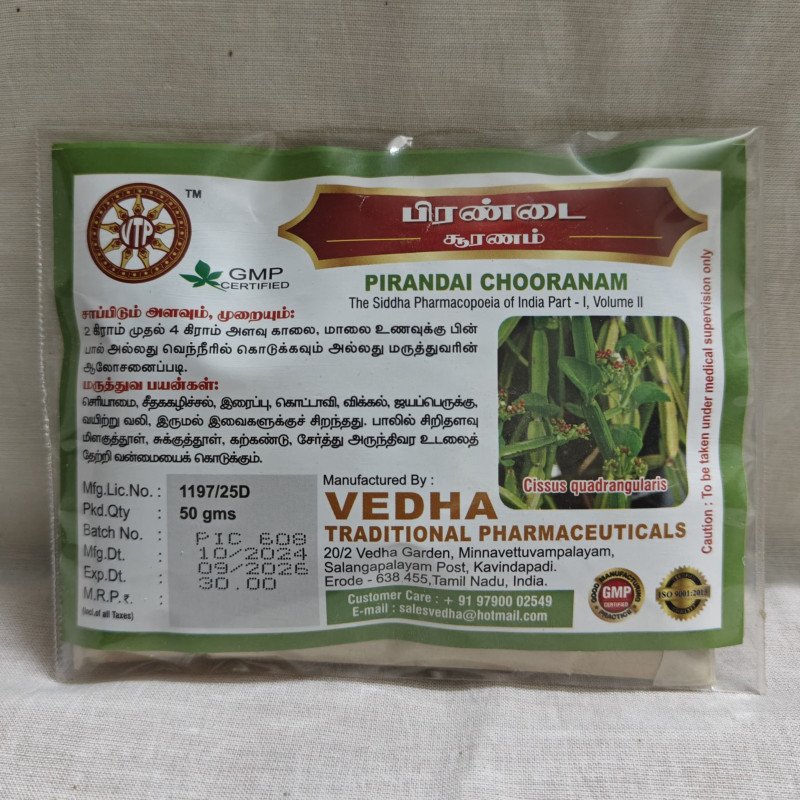 VTP
TM
GMP
CERTIFIED
பிரண்டை
சூரணம்
PIRANDAI CHOORANAM
The Siddha Pharmacopoeia of India Part - I, Volume II
சாப்பிடும் அளவும், முறையும்:
2 கிராம் முதல் 4 கிராம் அளவு காலை, மாலை உணவுக்கு பின்
பால் அல்லது வெந்நீரில் கொடுக்கவும் அல்லது மருத்துவரின்
ஆலோசனைப்படி.
மருத்துவ பயன்கள்:
செரியாமை, சீதககழிச்சல், இரைப்பு, கொட்டாவி, விக்கல், ஐயப்பெருக்கு,
வயிற்று வலி, இருமல் இவைகளுக்குச் சிறந்தது. பாலில் சிறிதளவு
மிளகுத்தூள், சுக்குத்தூள், கற்கண்டு, சேர்த்து அருந்திவர உடலைத்
தேற்றி வன்மையைக் கொடுக்கும்.
Cissus quadrangularis
Caution : To be taken under medical supervision only
Mfg.Lic.No. : 1197/25D
Pkd.Qty : 50 gms
Batch No. : PIC 608
Mfg.Dt. : 10/2024
Exp.Dt. : 09/2026
M.R.P.₹. : 30.00
(Incl.of all Taxes)
Manufactured By :
VEDHA
TRADITIONAL PHARMACEUTICALS
20/2 Vedha Garden, Minnavettuvampalayam,
Salangapalayam Post, Kavindapadi.
Erode - 638 455,Tamil Nadu, India.
Customer Care : + 91 97900 02549
E-mail : salesvedha@hotmail.com
GOOD MANUFACTURING
GMP
CERTIFIED
PRACTICE
ISO 9001:2015